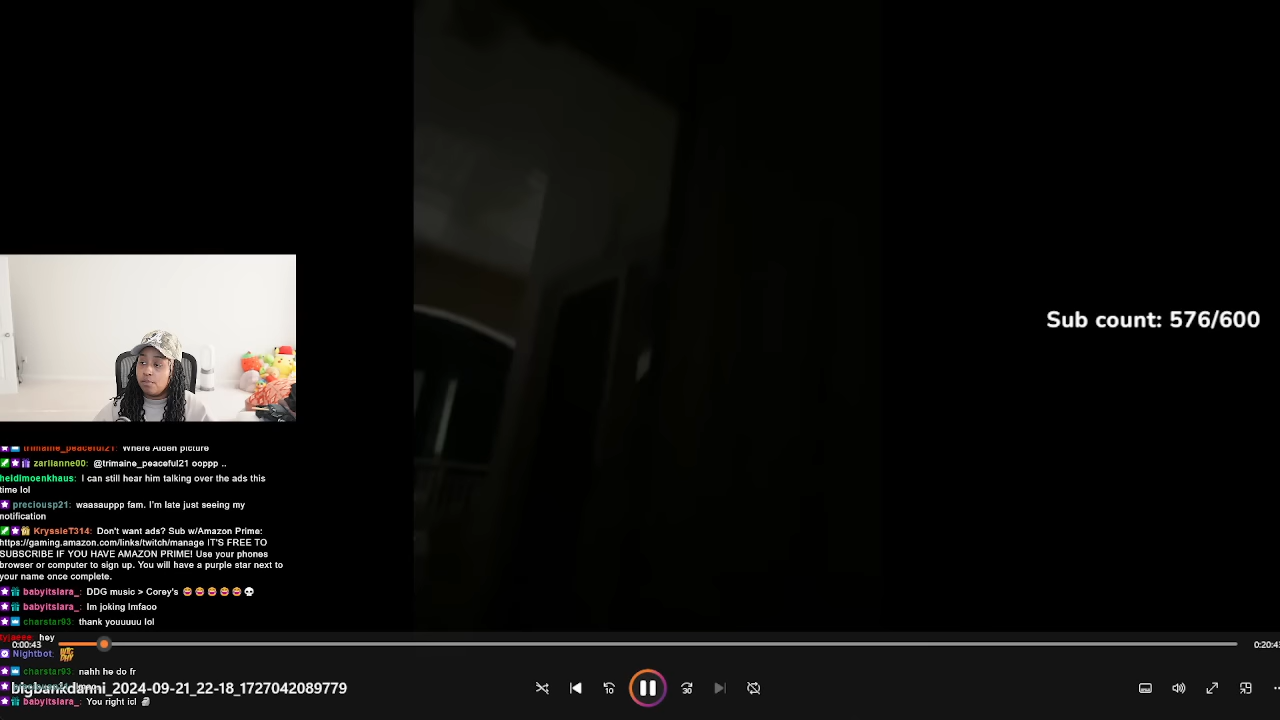 Sub count: 576/600
trimaine_peaceful21: Where Aiden picture
zarlianne00: @trimaine_peaceful21 ooppp ..
heidimoenkhaus: I can still hear him talking over the ads this
time lol
preciousp21: waasauppp fam. I'm late just seeing my
notification
KryssieT314: Don't want ads? Sub w/Amazon Prime:
https://gaming.amazon.com/links/twitch/manage IT'S FREE TO
SUBSCRIBE IF YOU HAVE AMAZON PRIME! Use your phones
browser or computer to sign up. You will have a purple star next to
your name once complete.
babyitslara_: DDG music > Corey's
babyitslara_: Im joking lmfaoo
charstar93: thank youuuuu lol
hey
0:00:43
0:20:43
Nightbot:
charstar93: nahh he do fr
_2024-09-21_22-18_1727042089779
babyitslara_: You right icl
10
30